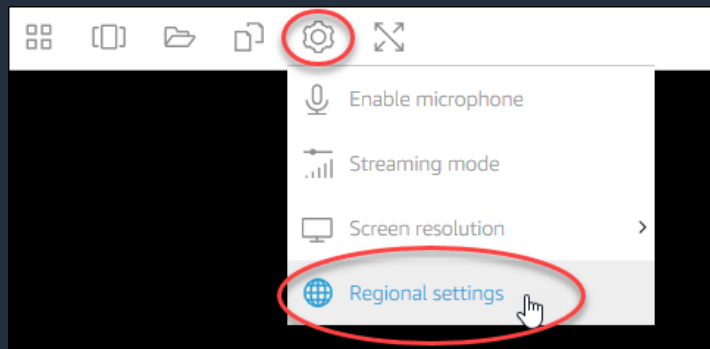 Enable microphone
Streaming mode
Screen resolution
Regional settings